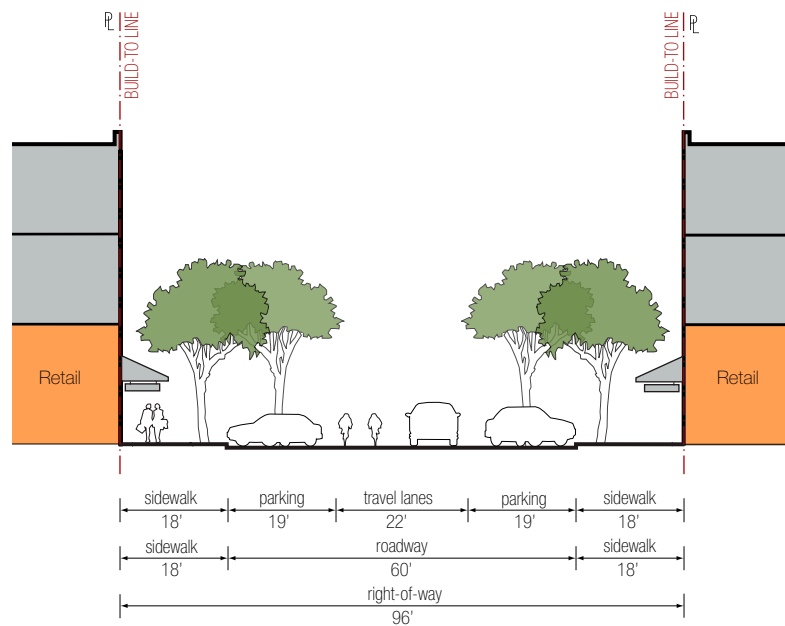 PL
BUILD-TO LINE
BUILD-TO LINE
PL
Retail
Retail
sidewalk parking travel lanes parking sidewalk
18' 19' 22' 19' 18'
sidewalk roadway sidewalk
18' 60' 18'
right-of-way
96'